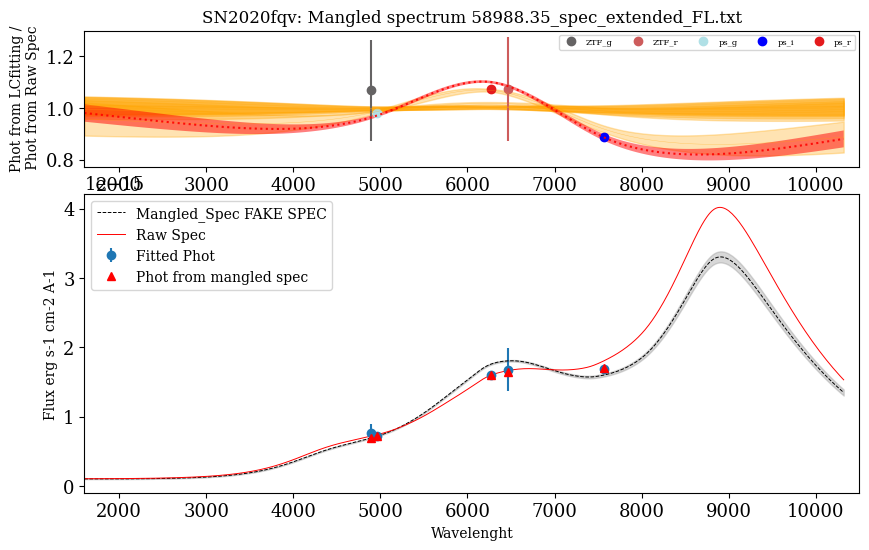 SN2020fqv: Mangled spectrum 58988.35_spec_extended_FL.txt
Phot from LCfitting /
Phot from Raw Spec
1.2
1.0
0.8
ZTF_g ZTF_r ps_g ps_i ps_r
2000 3000 4000 5000 6000 7000 8000 9000 10000
Flux erg s-1 cm-2 A-1
4
3
2
1
0
Mangled_Spec FAKE SPEC
Raw Spec
Fitted Phot
Phot from mangled spec
2000 3000 4000 5000 6000 7000 8000 9000 10000
Wavelenght